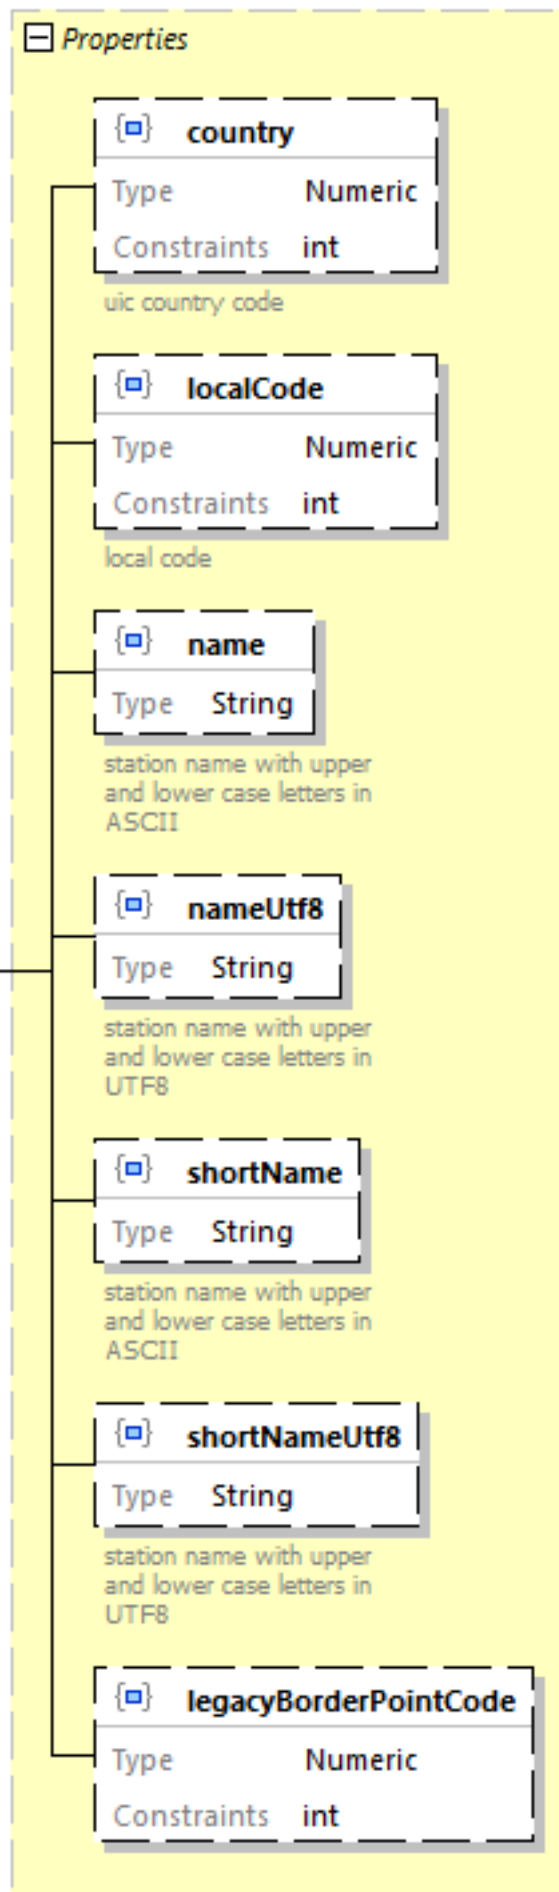 Properties
country
Type Numeric
Constraints int
uic country code
localCode
Type Numeric
Constraints int
local code
name
Type String
station name with upper
and lower case letters in
ASCII
nameUtf8
Type String
station name with upper
and lower case letters in
UTF8
shortName
Type String
station name with upper
and lower case letters in
ASCII
shortNameUtf8
Type String
station name with upper
and lower case letters in
UTF8
legacyBorderPointCode
Type Numeric
Constraints int